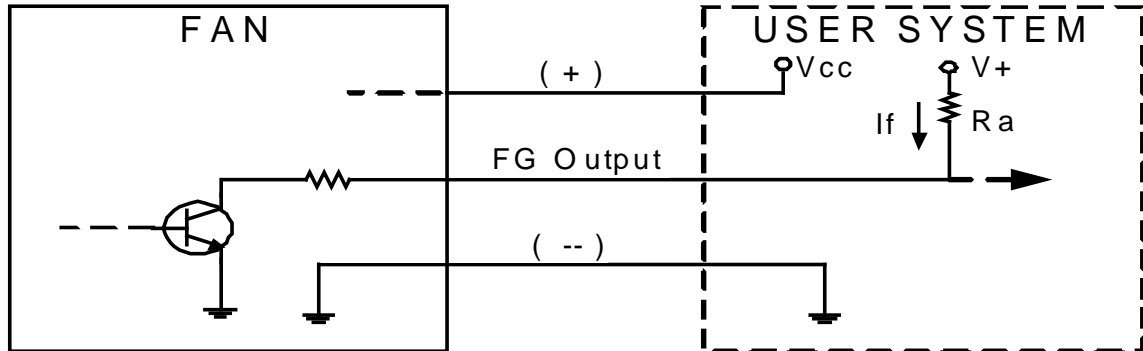 FAN
USER SYSTEM
Vcc
V+
( + )
If
Ra
FG Output
( -- )